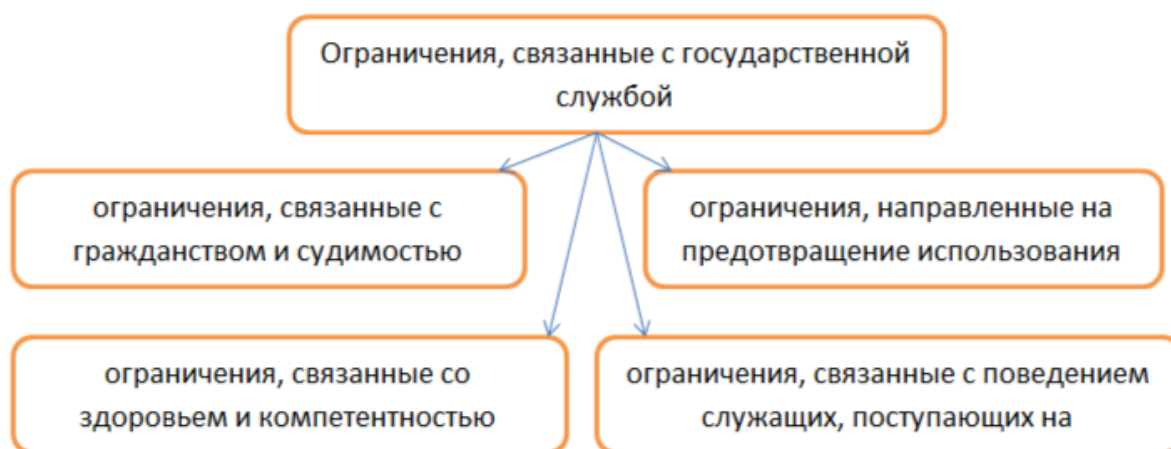 Ограничения, связанные с государственной
службой
ограничения, связанные с
гражданством и судимостью
ограничения, направленные на
предотвращение использования
ограничения, связанные со
здоровьем и компетентностью
ограничения, связанные с поведением
служащих, поступающих на